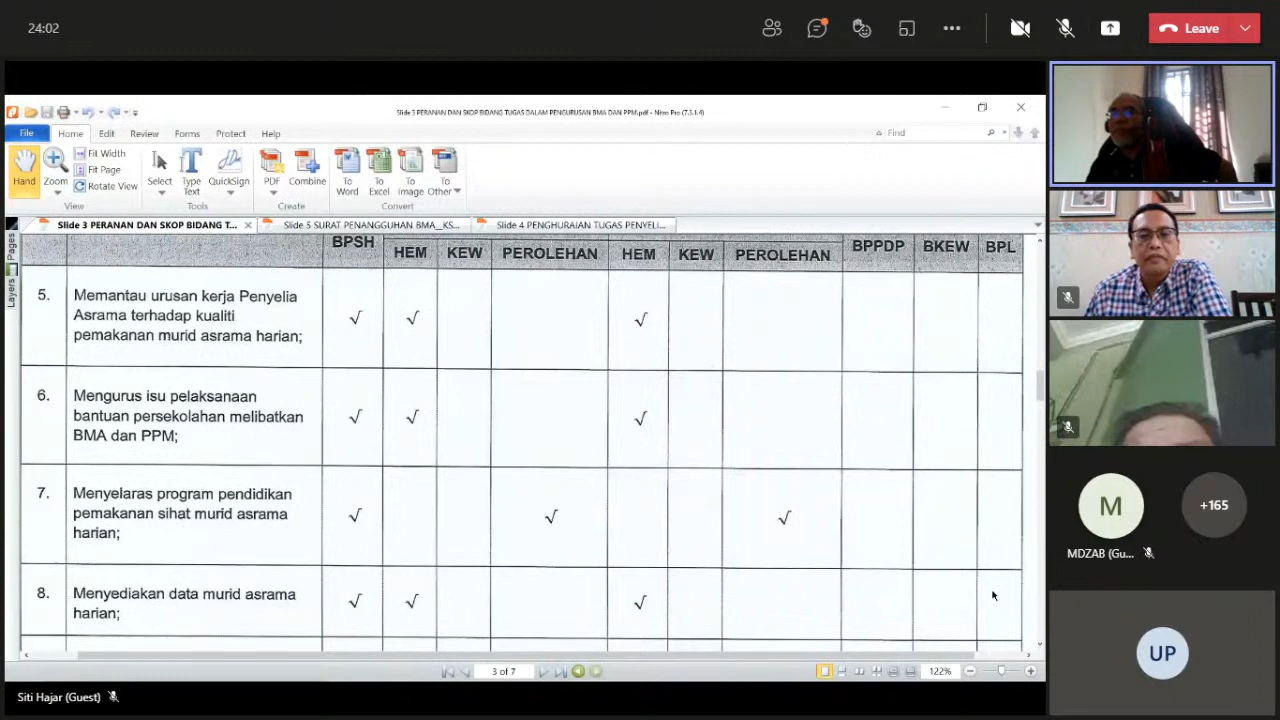 24:02
Leave
Slide 3 PERANAN DAN SKOP BIDANG TUGAS DALAM PENGURUSAN BMA DAN PPM.pdf - Nitro Pro (7.3.1.4)
File Home Edit Review Forms Protect Help
Find
Hand
Zoom
Fit Width
Fit Page
Rotate View
View
Select
Type Text
QuickSign
Tools
PDF
Combine
Create
To Word
To Excel
To Image
To Other
Convert
Slide 3 PERANAN DAN SKOP BIDANG T...
Slide 5 SURAT PENANGGUHAN BMA_KS...
Slide 4 PENGHURAIAN TUGAS PENYELI...
Pages
Layers
BPSH HEM KEW PEROLEHAN HEM KEW PEROLEHAN BPPDP BKEW BPL
5. Memantau urusan kerja Penyelia
Asrama terhadap kualiti
pemakanan murid asrama harian;
√ √ √
6. Mengurus isu pelaksanaan
bantuan persekolahan melibatkan
BMA dan PPM;
√ √ √
7. Menyelaras program pendidikan
pemakanan sihat murid asrama
harian;
√ √ √
8. Menyediakan data murid asrama
harian;
√ √ √
3 of 7
122%
Siti Hajar (Guest)
M
MDZAB (Gu...
+165
UP